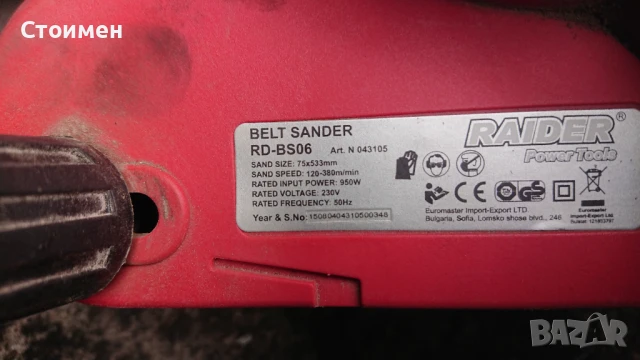 Стоимен
BELT SANDER
RD-BS06 Art. N 043105
SAND SIZE: 75x533mm
SAND SPEED: 120-380m/min
RATED INPUT POWER: 950W
RATED VOLTAGE: 230V
RATED FREQUENCY: 50Hz
Year & S.No: 15080404310500348
RAIDER®
Power Tools
Euromaster Import-Export LTD
Bulgaria, Sofia, Lomsko shose blvd., 246
Euromaster
Import-Export Ltd
BAZAR